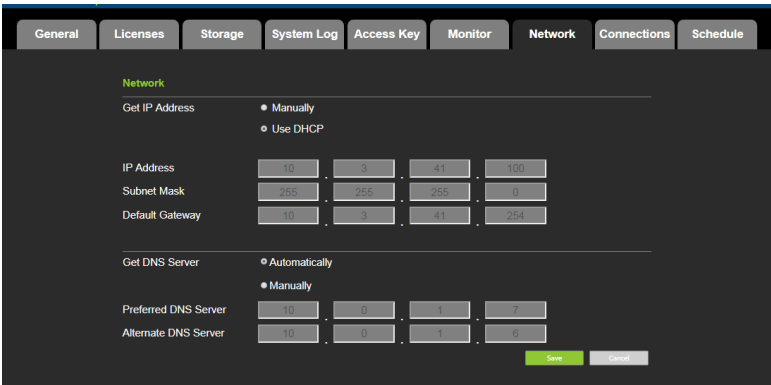 General Licenses Storage System Log Access Key Monitor Network Connections Schedule
Network
Get IP Address Manually
Use DHCP
IP Address 10 . 3 . 41 . 100
Subnet Mask 255 . 255 . 255 . 0
Default Gateway 10 . 3 . 41 . 254
Get DNS Server Automatically
Manually
Preferred DNS Server 10 . 0 . 1 . 7
Alternate DNS Server 10 . 0 . 1 . 6
Save Cancel